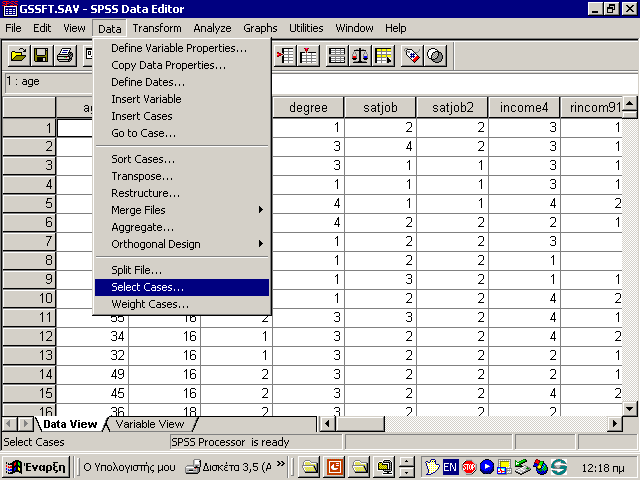 GSSFT.SAV - SPSS Data Editor
File Edit View Data Transform Analyze Graphs Utilities Window Help
1 : age
Define Variable Properties...
Copy Data Properties...
Define Dates...
Insert Variable
Insert Cases
Go to Case...
Sort Cases...
Transpose...
Restructure...
Merge Files
Aggregate...
Orthogonal Design
Split File...
Select Cases...
Weight Cases...
degree satjob satjob2 income4 rincom91
1 1 2 2 3 1
2 3 4 2 3 1
3 3 1 1 3 1
4 1 1 1 3 1
5 4 1 1 4 2
6 4 2 2 2 1
7 1 2 2 3
8 1 2 2 1
9 1 3 2 1 1
10 1 2 2 4 2
11 55 16 2 3 3 2 4 2
12 34 16 1 3 2 2 4 1
13 32 16 1 3 2 2 2 1
14 49 16 2 3 2 2 4 1
15 45 16 2 3 2 2 4 2
16 36 18 2 3 2 2 4
Data View Variable View
Select Cases SPSS Processor is ready
Έναρξη Ο Υπολογιστής μου Δισκέτα 3,5 (Α » EN 12:18 πμ